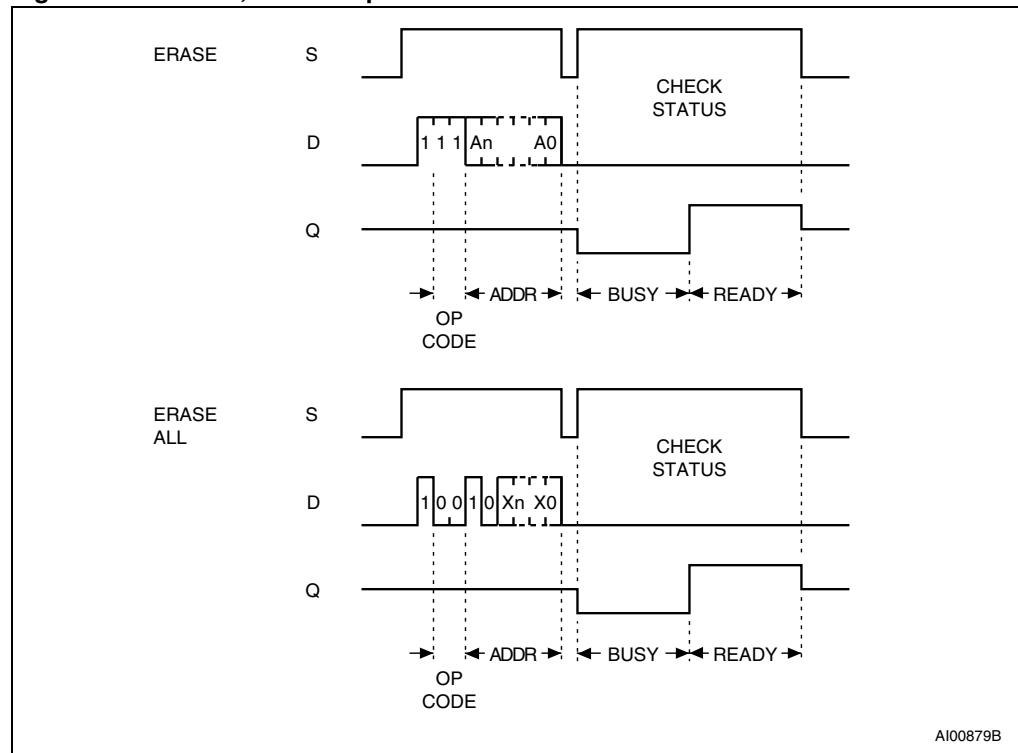 ERASE S
CHECK
STATUS
D 1 1 1 An A0
Q
ADDR BUSY READY
OP
CODE
ERASE
ALL
S
CHECK
STATUS
D 1 0 0 1 0 Xn X0
Q
ADDR BUSY READY
OP
CODE
AI00879B